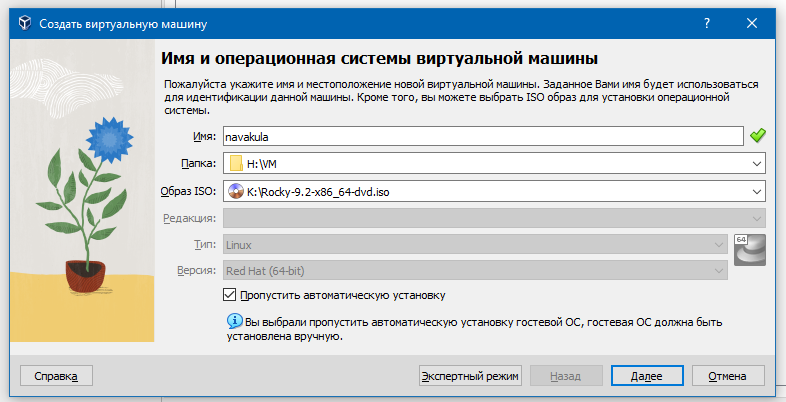 Создать виртуальную машину
Имя и операционная системы виртуальной машины
Пожалуйста укажите имя и местоположение новой виртуальной машины. Заданное Вами имя будет использоваться
для идентификации данной машины. Кроме того, вы можете выбрать ISO образ для установки операционной
системы.
Имя: navakula
Папка: H:\VM
Образ ISO: K:\Rocky-9.2-x86_64-dvd.iso
Редакция:
Тип: Linux
64
Версия: Red Hat (64-bit)
Пропустить автоматическую установку
Вы выбрали пропустить автоматическую установку гостевой ОС, гостевая ОС должна быть
установлена вручную.
Справка Экспертный режим Назад Далее Отмена